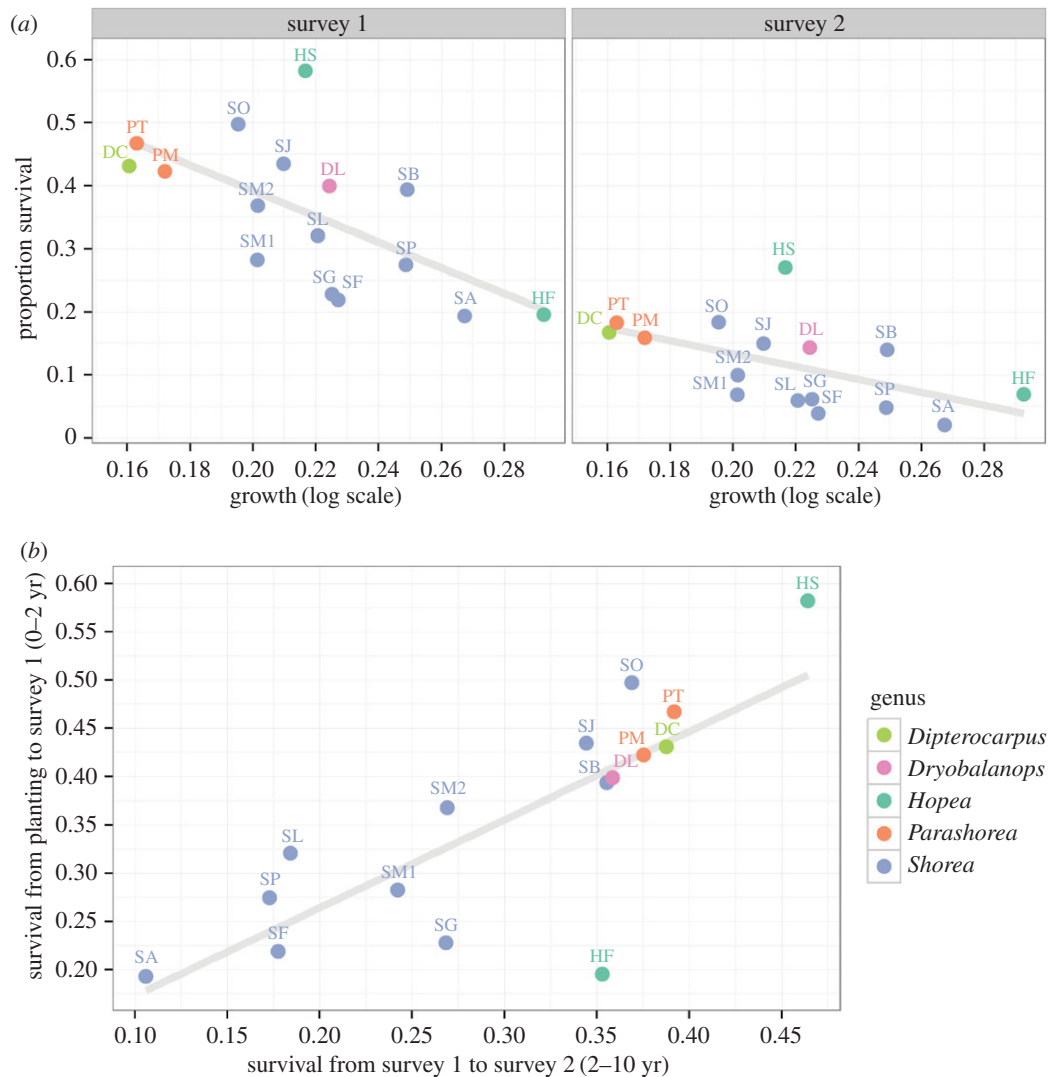 (a)
survey 1
survey 2
proportion survival
0.6
0.5
0.4
0.3
0.2
0.1
0
HS
SO
PT
DC
PM
SJ
DL
SB
SM2
SL
SM1
SP
SG
SF
SA
HF
0.16 0.18 0.20 0.22 0.24 0.26 0.28
growth (log scale)
HS
PT
SO
DC
PM
SJ
DL
SB
SM2
SM1
SL
SG
SF
SP
SA
HF
0.16 0.18 0.20 0.22 0.24 0.26 0.28
growth (log scale)
(b)
survival from planting to survey 1 (0–2 yr)
0.60
0.55
0.50
0.45
0.40
0.35
0.30
0.25
0.20
HS
SO
PT
SJ
PM
DC
SB
DL
SM2
SL
SP
SM1
SF
SG
SA
HF
0.10 0.15 0.20 0.25 0.30 0.35 0.40 0.45
survival from survey 1 to survey 2 (2–10 yr)
genus
Dipterocarpus
Dryobalanops
Hopea
Parashorea
Shorea